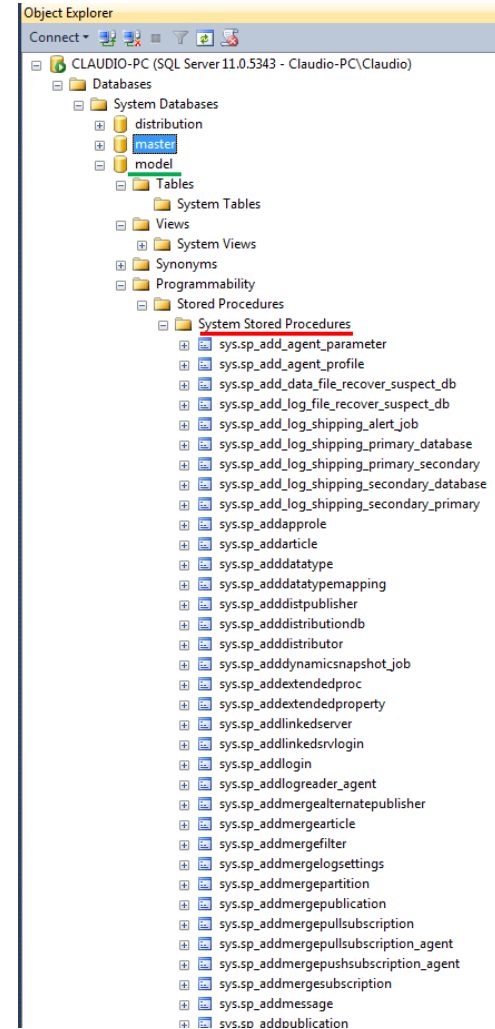 Object Explorer
Connect
CLAUDIO-PC (SQL Server 11.0.5343 - Claudio-PC\Claudio)
Databases
System Databases
distribution
master
model
Tables
System Tables
Views
System Views
Synonyms
Programmability
Stored Procedures
System Stored Procedures
sys.sp_add_agent_parameter
sys.sp_add_agent_profile
sys.sp_add_data_file_recover_suspect_db
sys.sp_add_log_file_recover_suspect_db
sys.sp_add_log_shipping_alert_job
sys.sp_add_log_shipping_primary_database
sys.sp_add_log_shipping_primary_secondary
sys.sp_add_log_shipping_secondary_database
sys.sp_add_log_shipping_secondary_primary
sys.sp_addapprole
sys.sp_addarticle
sys.sp_adddatatype
sys.sp_adddatatypemapping
sys.sp_adddistpublisher
sys.sp_adddistributiondb
sys.sp_adddistributor
sys.sp_adddynamicsnapshot_job
sys.sp_addextendedproc
sys.sp_addextendedproperty
sys.sp_addlinkedserver
sys.sp_addlinkedsrvlogin
sys.sp_addlogin
sys.sp_addlogreader_agent
sys.sp_addmergealternatepublisher
sys.sp_addmergearticle
sys.sp_addmergefilter
sys.sp_addmergelogsettings
sys.sp_addmergepartition
sys.sp_addmergepublication
sys.sp_addmergepullsubscription
sys.sp_addmergepullsubscription_agent
sys.sp_addmergepushsubscription_agent
sys.sp_addmergesubscription
sys.sp_addmessage
sys.sp_addpublication